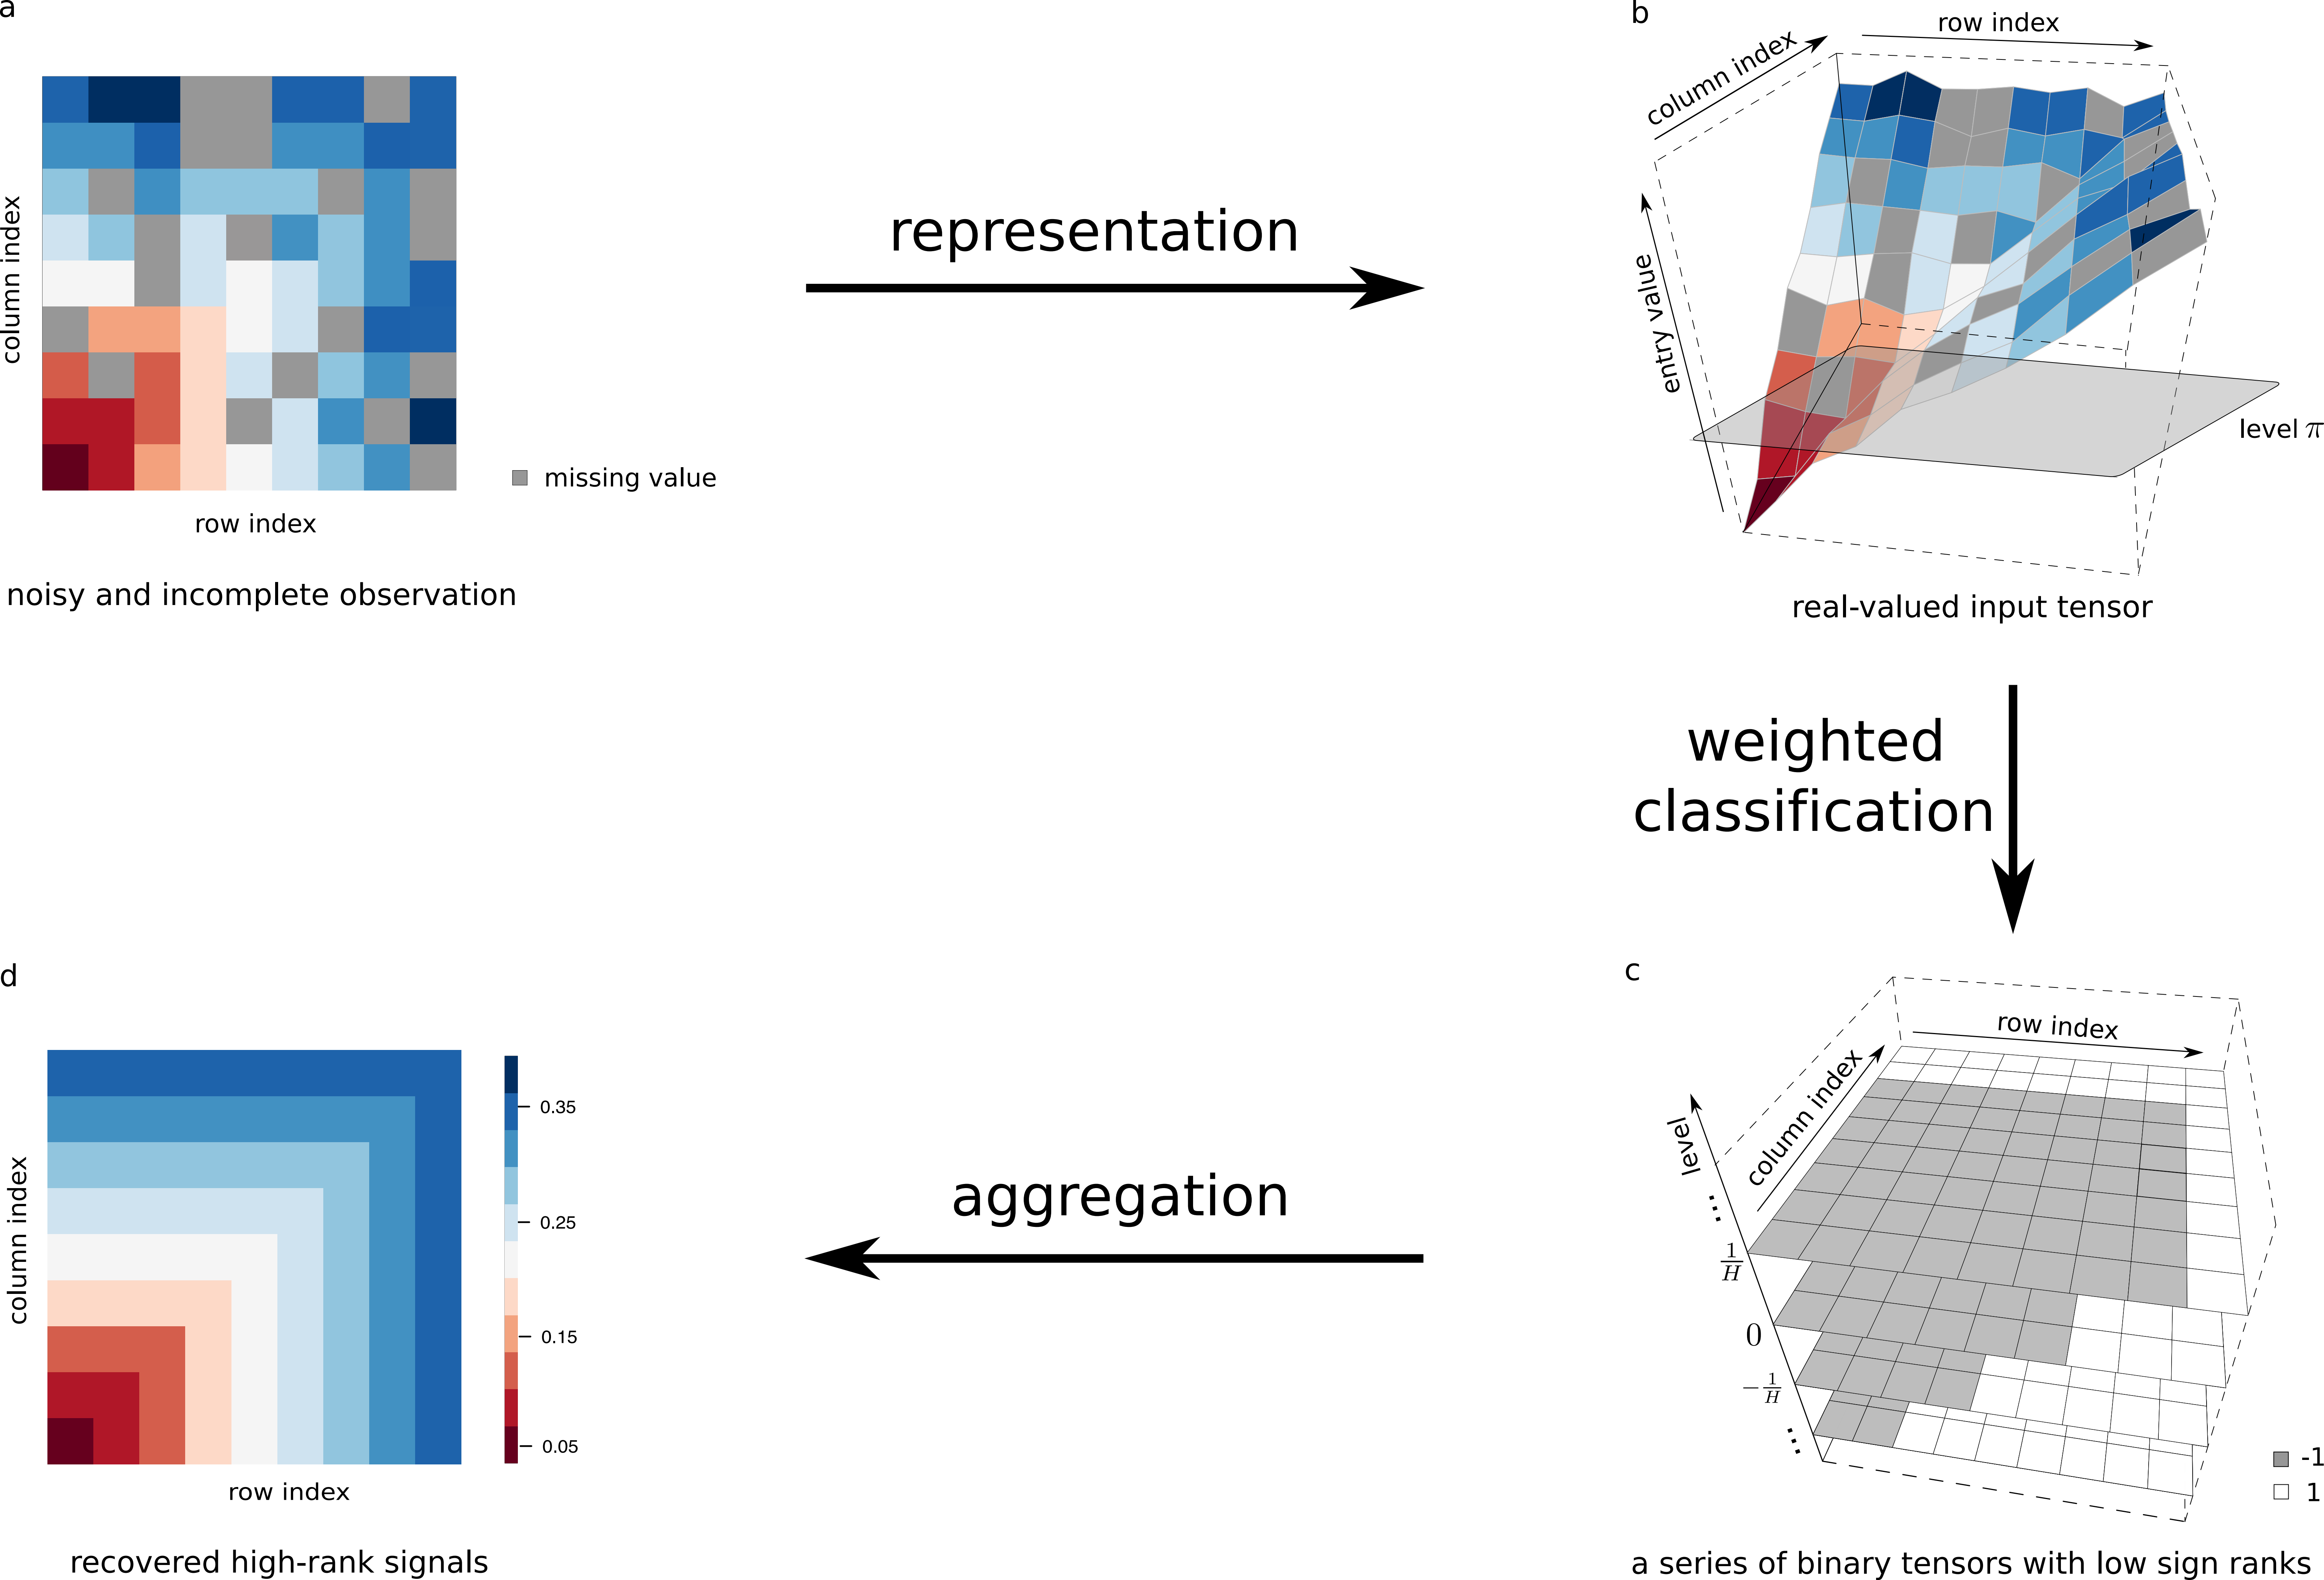 a
column index
row index
missing value
noisy and incomplete observation
representation
b
column index
row index
entry value
level π
real-valued input tensor
weighted
classification
c
row index
column index
level
...
1/H
0
-1/H
...
-1
1
a series of binary tensors with low sign ranks
aggregation
d
column index
row index
0.35
0.25
0.15
0.05
recovered high-rank signals